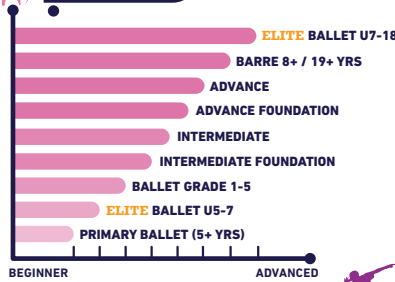 ELITE BALLET U7-18
BARRE 8+ / 19+ YRS
ADVANCE
ADVANCE FOUNDATION
INTERMEDIATE
INTERMEDIATE FOUNDATION
BALLET GRADE 1-5
ELITE BALLET U5-7
PRIMARY BALLET (5+ YRS)
BEGINNER
ADVANCED